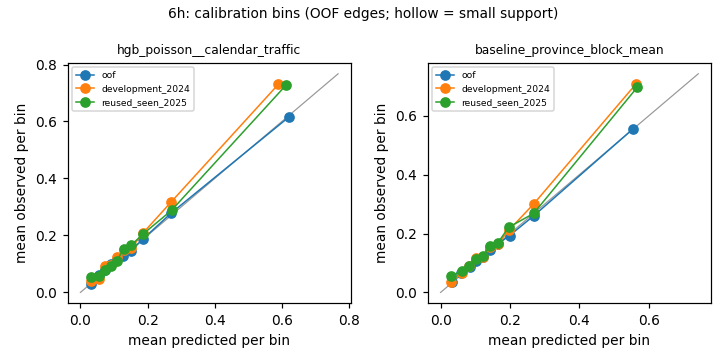 6h: calibration bins (OOF edges; hollow = small support)
hgb_poisson__calendar_traffic
baseline_province_block_mean
oof
development_2024
reused_seen_2025
oof
development_2024
reused_seen_2025
mean observed per bin
0.8
0.6
0.4
0.2
0.0
0.0
0.2
0.4
0.6
0.8
mean predicted per bin
mean observed per bin
0.6
0.4
0.2
0.0
0.0
0.2
0.4
0.6
mean predicted per bin